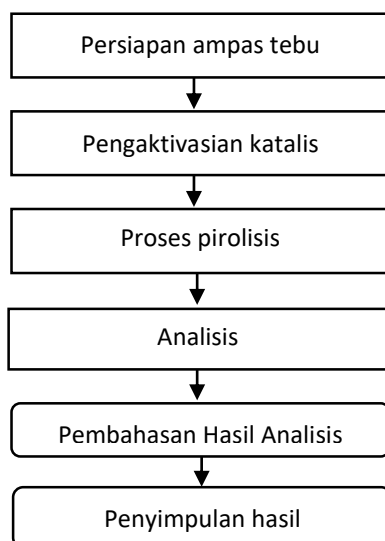 Persiapan ampas tebu
Pengaktivasian katalis
Proses pirolisis
Analisis
Pembahasan Hasil Analisis
Penyimpulan hasil